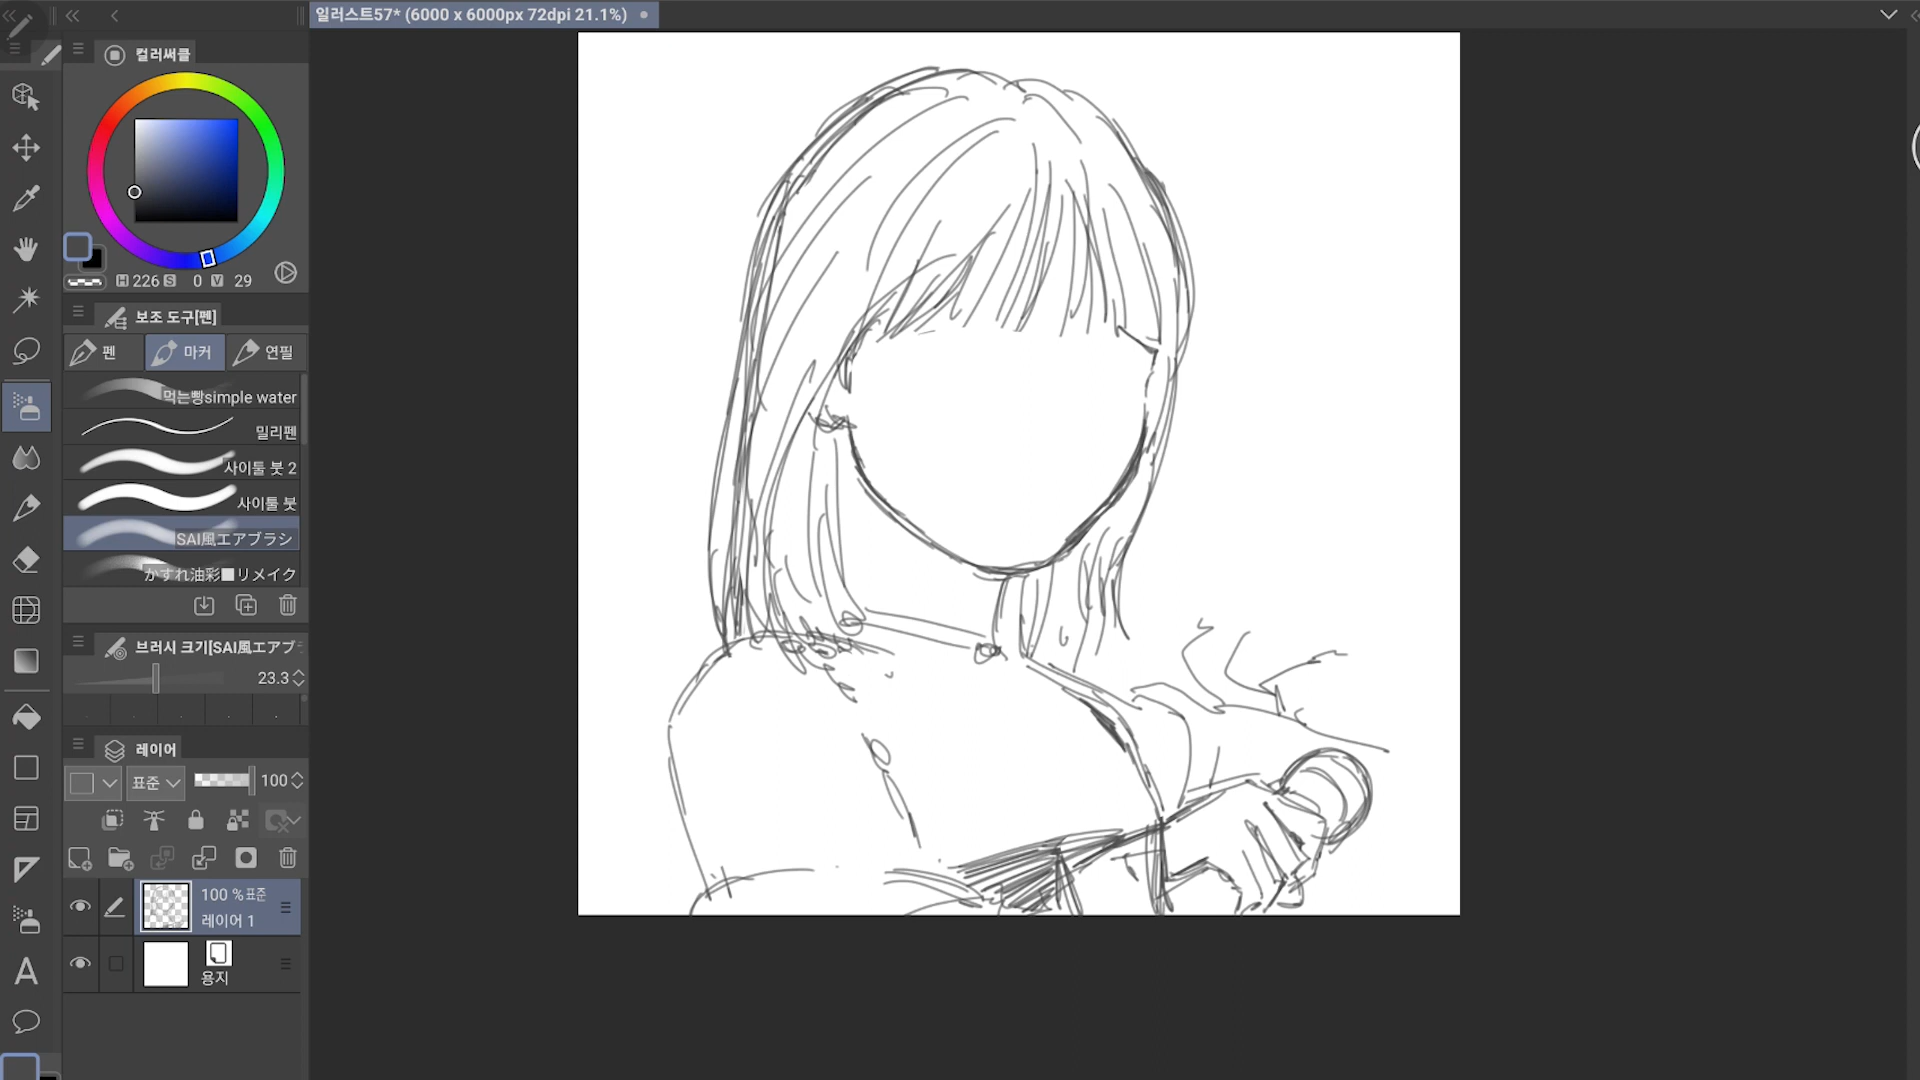 일러스트57* (6000 x 6000px 72dpi 21.1%)
컬러써클
H 226 S 0 V 29
보조 도구[펜]
펜 마커 연필
먹는빵simple water
밀리펜
사이툴 붓 2
사이툴 붓
SAI風エアブラシ
かすれ油彩■リメイク
브러시 크기[SAI風エアブ
23.3
레이어
표준 100
100 %표준
레이어 1
용지
A